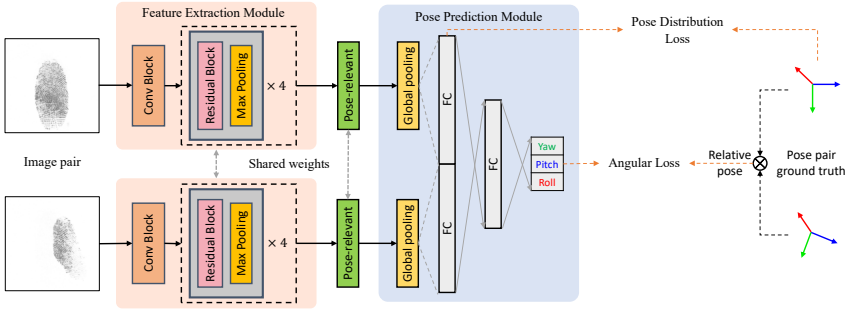 Feature Extraction Module
Pose Prediction Module
Pose Distribution
Loss
Conv Block
Residual Block
Max Pooling
× 4
Pose-relevant
Global pooling
FC
Image pair
Shared weights
FC
Yaw
Pitch
Roll
Angular Loss
Relative
pose
Pose pair
ground truth
Conv Block
Residual Block
Max Pooling
× 4
Pose-relevant
Global pooling
FC